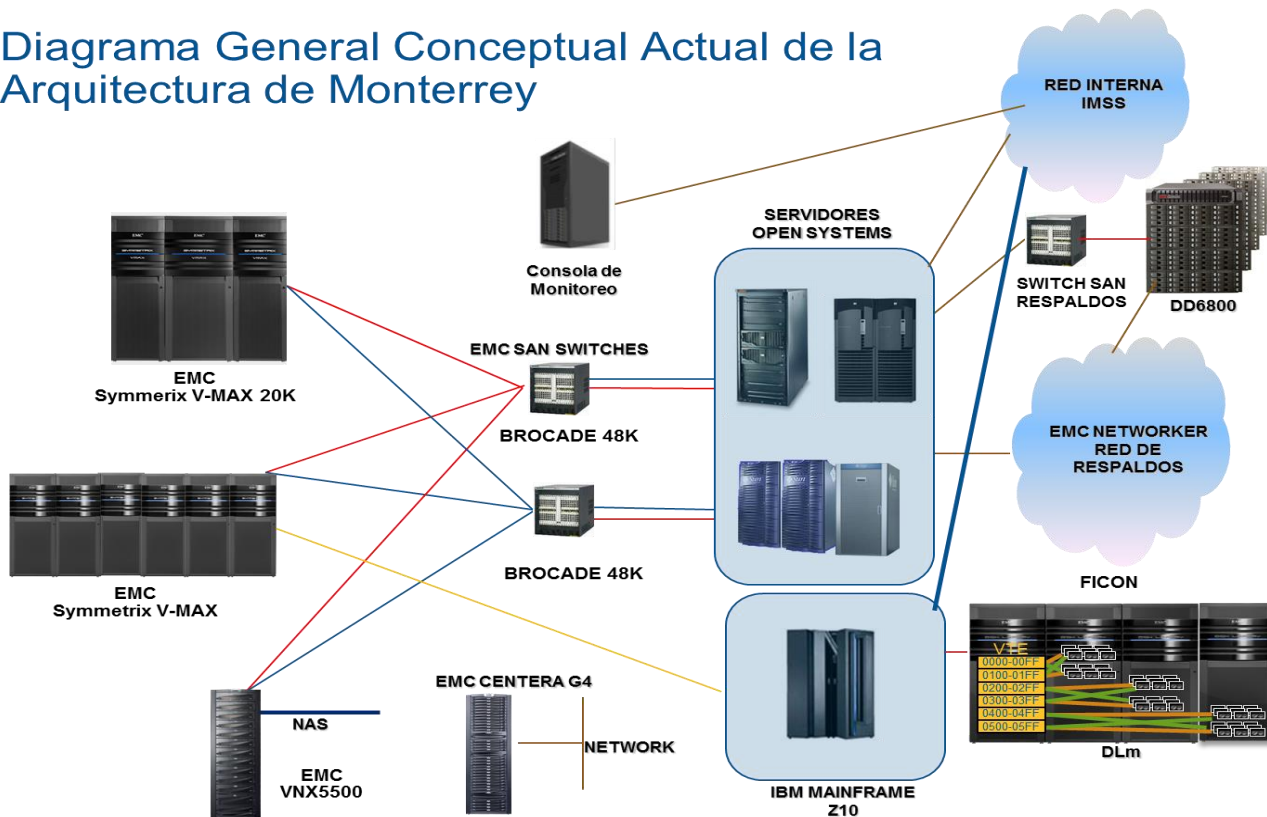 Diagrama General Conceptual Actual de la
Arquitectura de Monterrey
RED INTERNA
IMSS
SERVIDORES
OPEN SYSTEMS
Consola de
Monitoreo
SWITCH SAN
RESPALDOS
DD6800
EMC SAN SWITCHES
EMC
Symmerix V-MAX 20K
BROCADE 48K
EMC NETWORKER
RED DE
RESPALDOS
BROCADE 48K
FICON
EMC
Symmetrix V-MAX
VTE
0000-00FF
0100-01FF
0200-02FF
0300-03FF
0400-04FF
0500-05FF
DLm
EMC CENTERA G4
NAS
NETWORK
EMC
VNX5500
IBM MAINFRAME
Z10